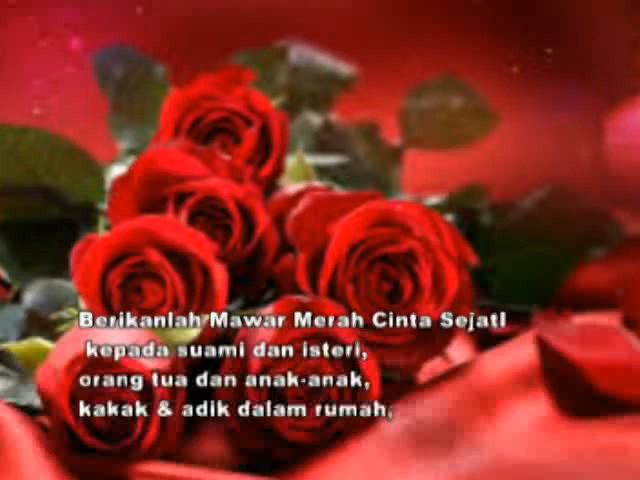 Berikanlah Mawar Merah Cinta SejatI
kepada suami dan isteri,
orang tua dan anak-anak,
kakak & adik dalam rumah,